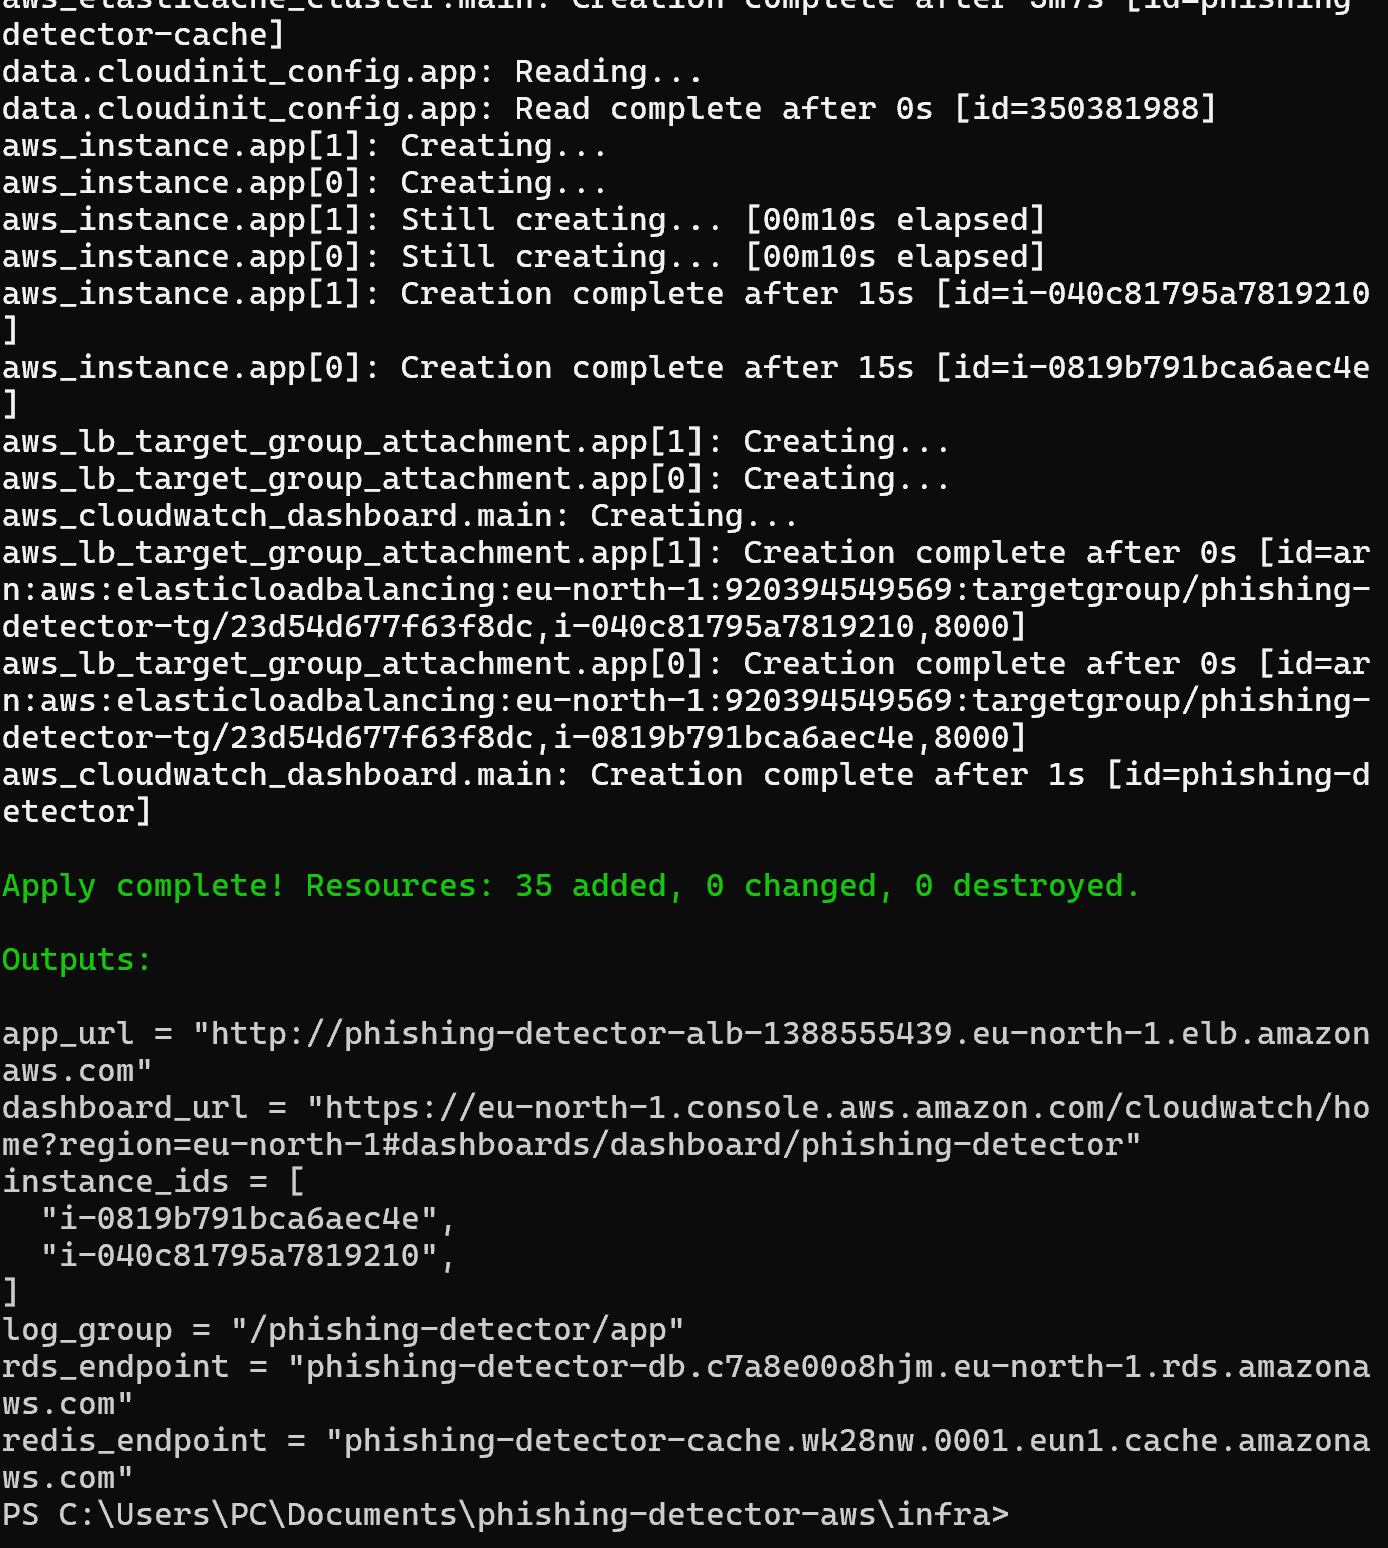 aws_elasticache_cluster.main: Creation complete after 5m7s [id=phishing-
detector-cache]
data.cloudinit_config.app: Reading...
data.cloudinit_config.app: Read complete after 0s [id=350381988]
aws_instance.app[1]: Creating...
aws_instance.app[0]: Creating...
aws_instance.app[1]: Still creating... [00m10s elapsed]
aws_instance.app[0]: Still creating... [00m10s elapsed]
aws_instance.app[1]: Creation complete after 15s [id=i-040c81795a7819210
]
aws_instance.app[0]: Creation complete after 15s [id=i-0819b791bca6aec4e
]
aws_lb_target_group_attachment.app[1]: Creating...
aws_lb_target_group_attachment.app[0]: Creating...
aws_cloudwatch_dashboard.main: Creating...
aws_lb_target_group_attachment.app[1]: Creation complete after 0s [id=ar
n:aws:elasticloadbalancing:eu-north-1:920394549569:targetgroup/phishing-
detector-tg/23d54d677f63f8dc,i-040c81795a7819210,8000]
aws_lb_target_group_attachment.app[0]: Creation complete after 0s [id=ar
n:aws:elasticloadbalancing:eu-north-1:920394549569:targetgroup/phishing-
detector-tg/23d54d677f63f8dc,i-0819b791bca6aec4e,8000]
aws_cloudwatch_dashboard.main: Creation complete after 1s [id=phishing-d
etector]
Apply complete! Resources: 35 added, 0 changed, 0 destroyed.
Outputs:
app_url = "http://phishing-detector-alb-1388555439.eu-north-1.elb.amazon
aws.com"
dashboard_url = "https://eu-north-1.console.aws.amazon.com/cloudwatch/ho
me?region=eu-north-1#dashboards/dashboard/phishing-detector"
instance_ids = [
  "i-0819b791bca6aec4e",
  "i-040c81795a7819210",
]
log_group = "/phishing-detector/app"
rds_endpoint = "phishing-detector-db.c7a8e00o8hjm.eu-north-1.rds.amazona
ws.com"
redis_endpoint = "phishing-detector-cache.wk28nw.0001.eun1.cache.amazona
ws.com"
PS C:\Users\PC\Documents\phishing-detector-aws\infra>